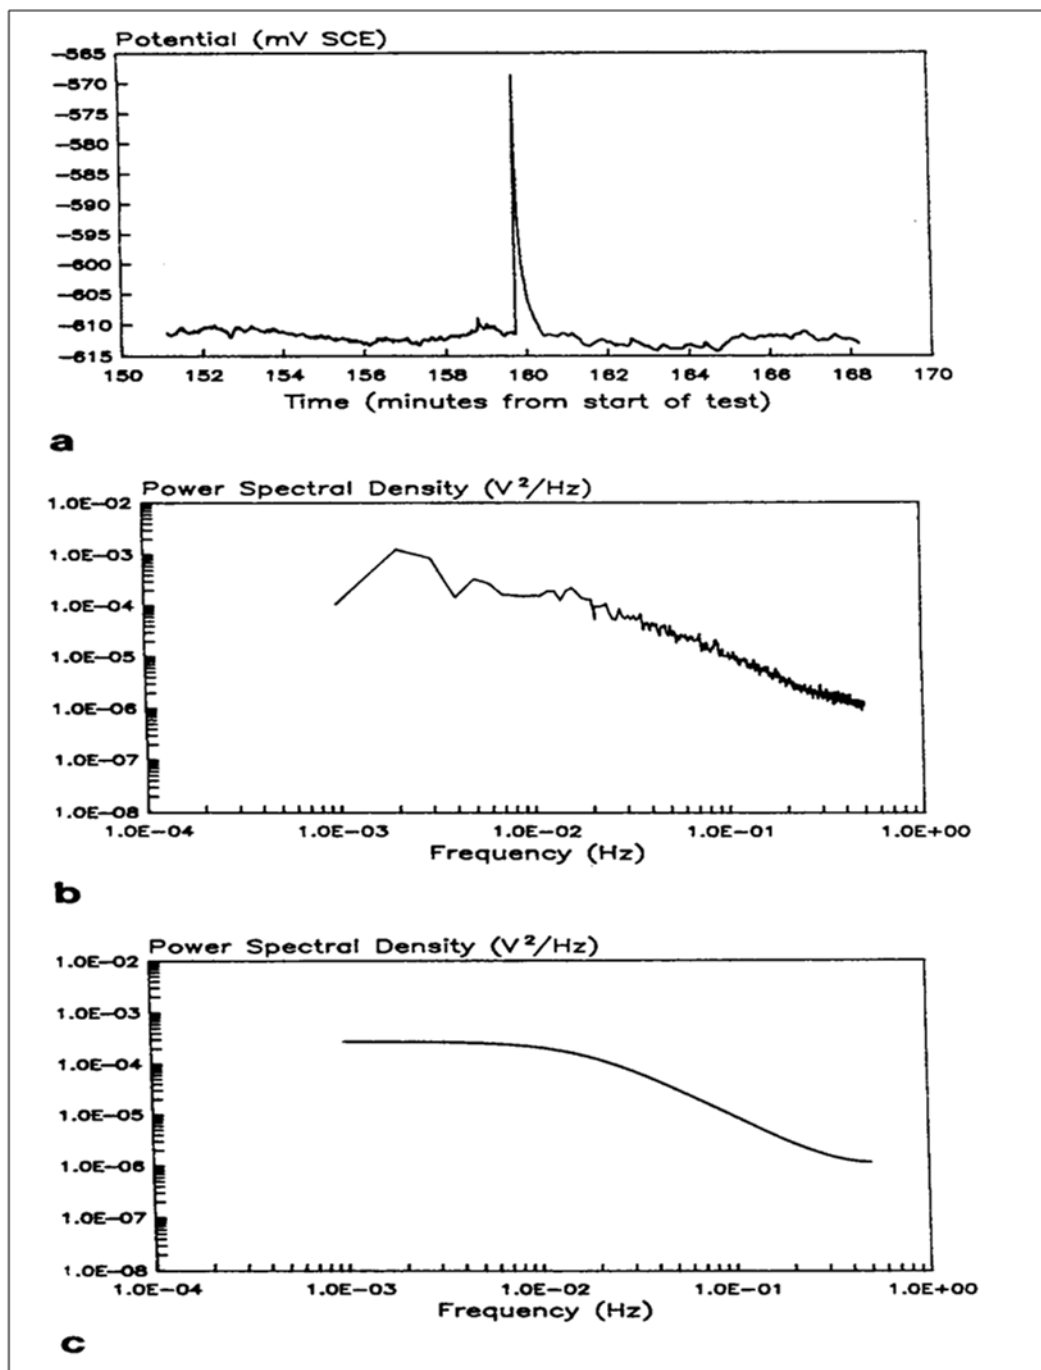 Potential (mV SCE)
-565
-570
-575
-580
-585
-590
-595
-600
-605
-610
-615
150 152 154 156 158 160 162 164 166 168 170
Time (minutes from start of test)
a
Power Spectral Density (V²/Hz)
1.0E-02
1.0E-03
1.0E-04
1.0E-05
1.0E-06
1.0E-07
1.0E-08
1.0E-04 1.0E-03 1.0E-02 1.0E-01 1.0E+00
Frequency (Hz)
b
Power Spectral Density (V²/Hz)
1.0E-02
1.0E-03
1.0E-04
1.0E-05
1.0E-06
1.0E-07
1.0E-08
1.0E-04 1.0E-03 1.0E-02 1.0E-01 1.0E+00
Frequency (Hz)
c